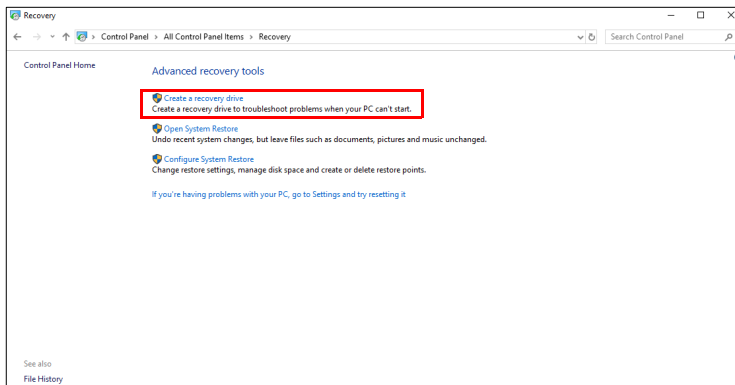 Recovery
Control Panel > All Control Panel Items > Recovery
Search Control Panel
Control Panel Home
Advanced recovery tools
Create a recovery drive
Create a recovery drive to troubleshoot problems when your PC can't start.
Open System Restore
Undo recent system changes, but leave files such as documents, pictures and music unchanged.
Configure System Restore
Change restore settings, manage disk space and create or delete restore points.
If you're having problems with your PC, go to Settings and try resetting it
See also
File History